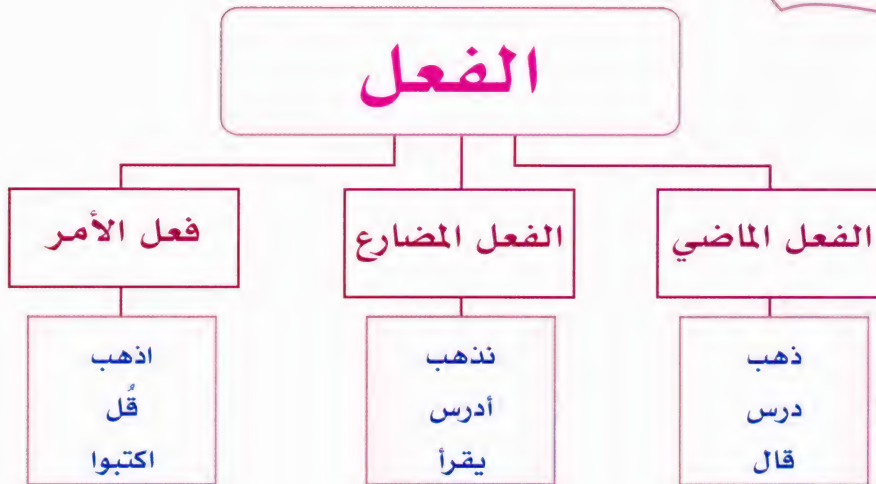 الفعل
الفعل الماضي
الفعل المضارع
فعل الأمر
ذهب
درس
قال
نذهب
أدرس
يقرأ
اذهب
قُل
اكتبوا